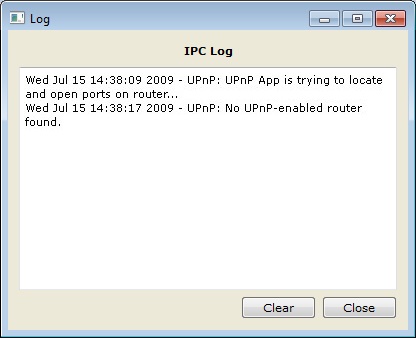 Log
IPC Log
Wed Jul 15 14:38:09 2009 - UPnP: UPnP App is trying to locate
and open ports on router...
Wed Jul 15 14:38:17 2009 - UPnP: No UPnP-enabled router
found.
Clear
Close